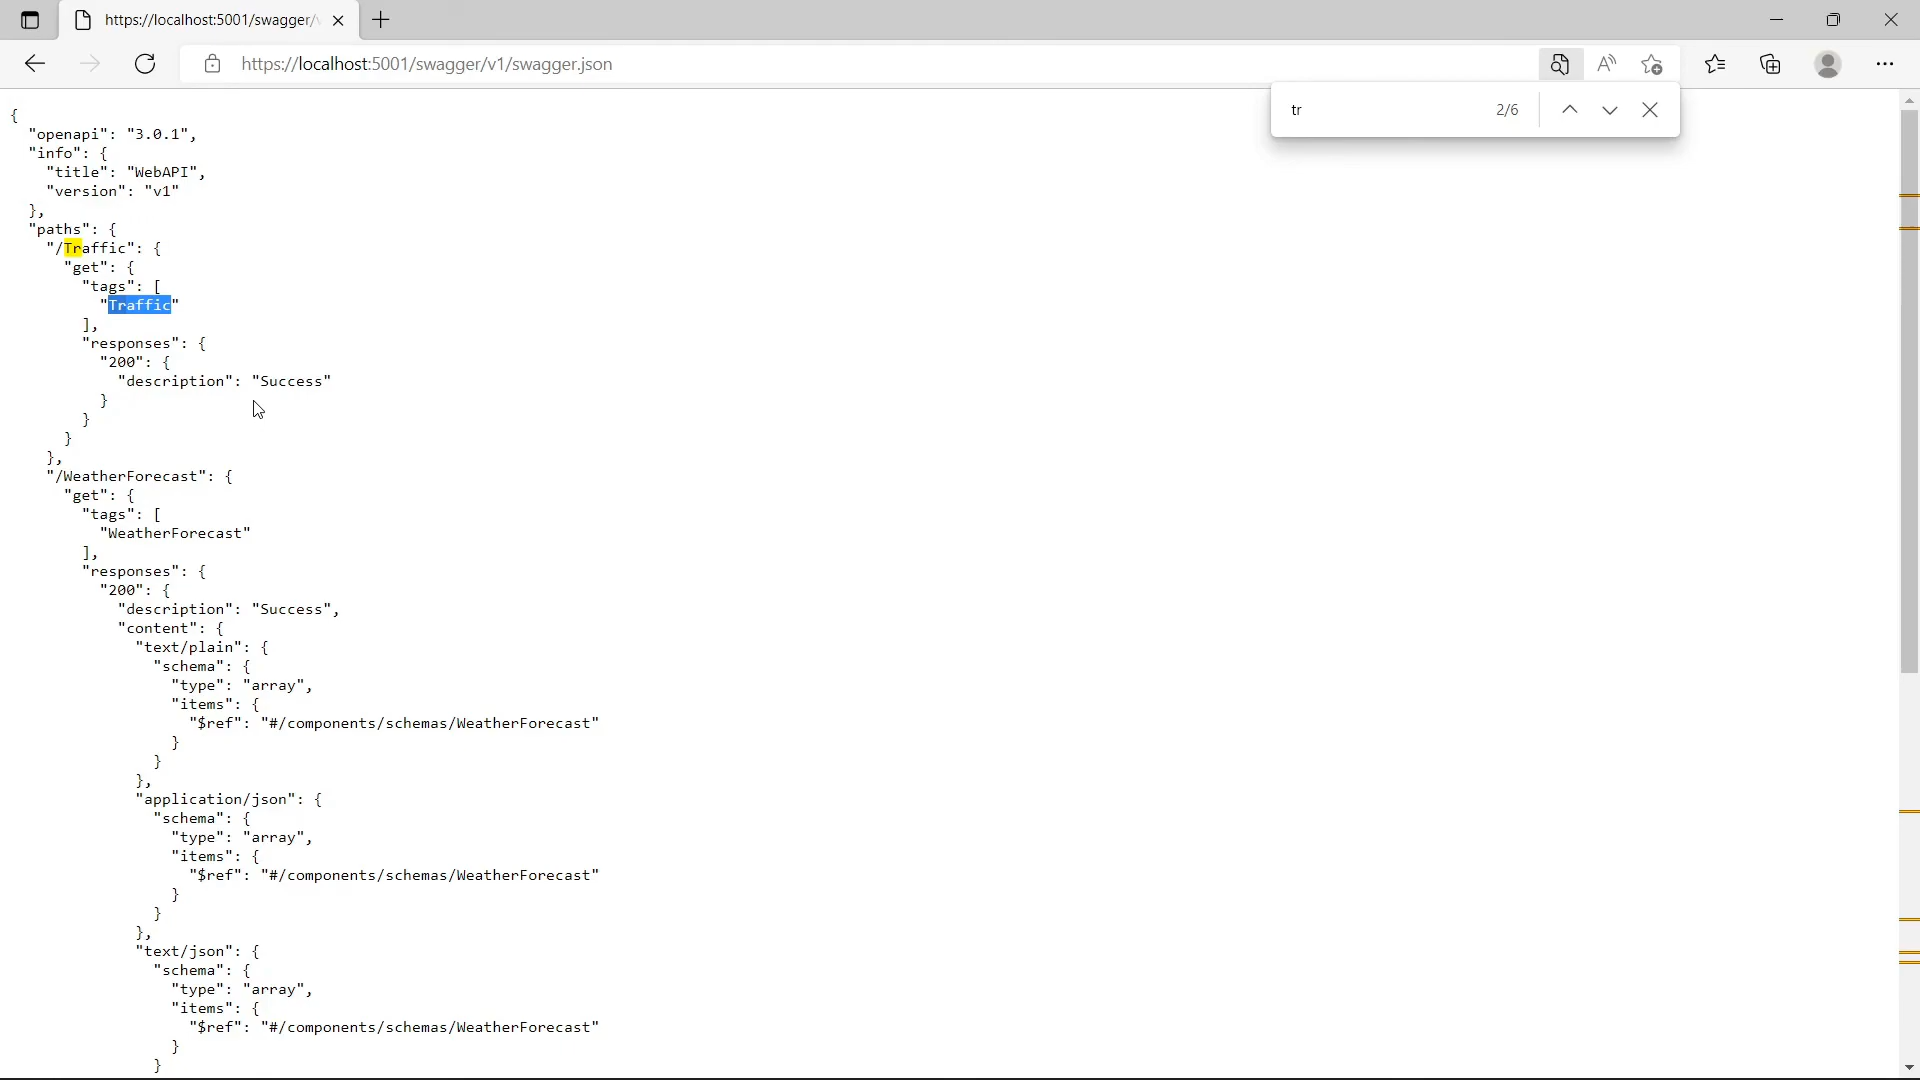 https://localhost:5001/swagger/
https://localhost:5001/swagger/v1/swagger.json
tr
2/6
{
"openapi": "3.0.1",
"info": {
"title": "WebAPI",
"version": "v1"
},
"paths": {
"/Traffic": {
"get": {
"tags": [
"Traffic"
],
"responses": {
"200": {
"description": "Success"
}
}
}
},
"/WeatherForecast": {
"get": {
"tags": [
"WeatherForecast"
],
"responses": {
"200": {
"description": "Success",
"content": {
"text/plain": {
"schema": {
"type": "array",
"items": {
"$ref": "#/components/schemas/WeatherForecast"
}
}
},
"application/json": {
"schema": {
"type": "array",
"items": {
"$ref": "#/components/schemas/WeatherForecast"
}
}
},
"text/json": {
"schema": {
"type": "array",
"items": {
"$ref": "#/components/schemas/WeatherForecast"
}
}